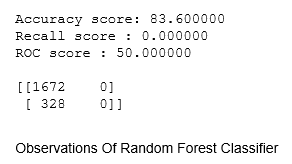 Accuracy score: 83.600000
Recall score : 0.000000
ROC score : 50.000000
[[1672 0]
[ 328 0]]
Observations Of Random Forest Classifier